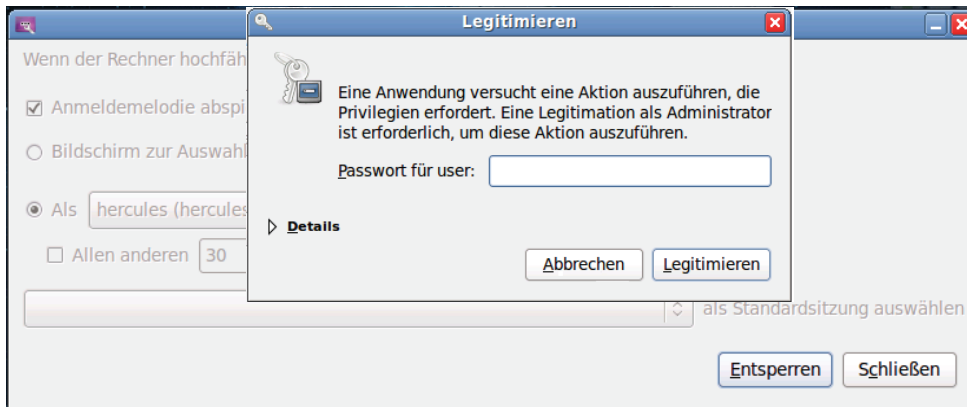 Legitimieren
Wenn der Rechner hochfäh
Eine Anwendung versucht eine Aktion auszuführen, die
Anmeldemelodie abspi
Privilegien erfordert. Eine Legitimation als Administrator
ist erforderlich, um diese Aktion auszuführen.
Bildschirm zur Auswahl
Passwort für user:
Als hercules (hercules
Details
Allen anderen 30
Abbrechen Legitimieren
als Standardsitzung auswählen
Entsperren Schließen